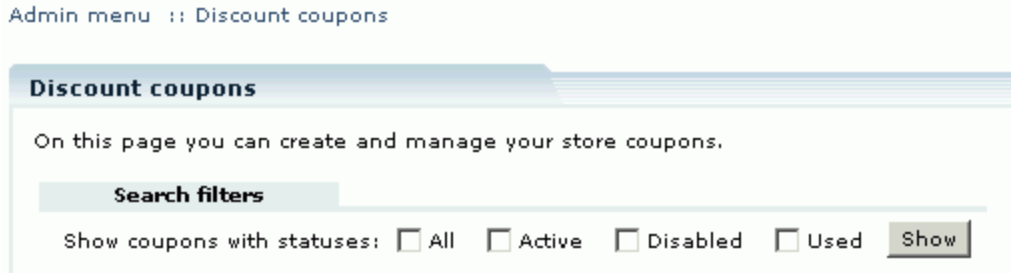 Admin menu :: Discount coupons
Discount coupons
On this page you can create and manage your store coupons.
Search filters
Show coupons with statuses: All Active Disabled Used Show